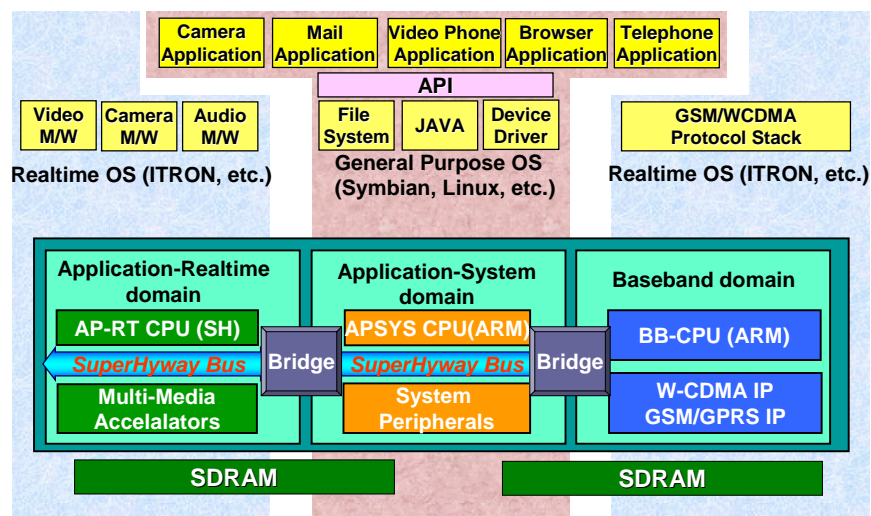 Camera
Application
Mail
Application
Video Phone
Application
Browser
Application
Telephone
Application
API
Video
M/W
Camera
M/W
Audio
M/W
File
System
JAVA
Device
Driver
GSM/WCDMA
Protocol Stack
Realtime OS (ITRON, etc.)
General Purpose OS
(Symbian, Linux, etc.)
Realtime OS (ITRON, etc.)
Application-Realtime
domain
AP-RT CPU (SH)
SuperHyway Bus
Multi-Media
Accelalators
Bridge
Application-System
domain
APSYS CPU(ARM)
SuperHyway Bus
System
Peripherals
Bridge
Baseband domain
BB-CPU (ARM)
W-CDMA IP
GSM/GPRS IP
SDRAM
SDRAM